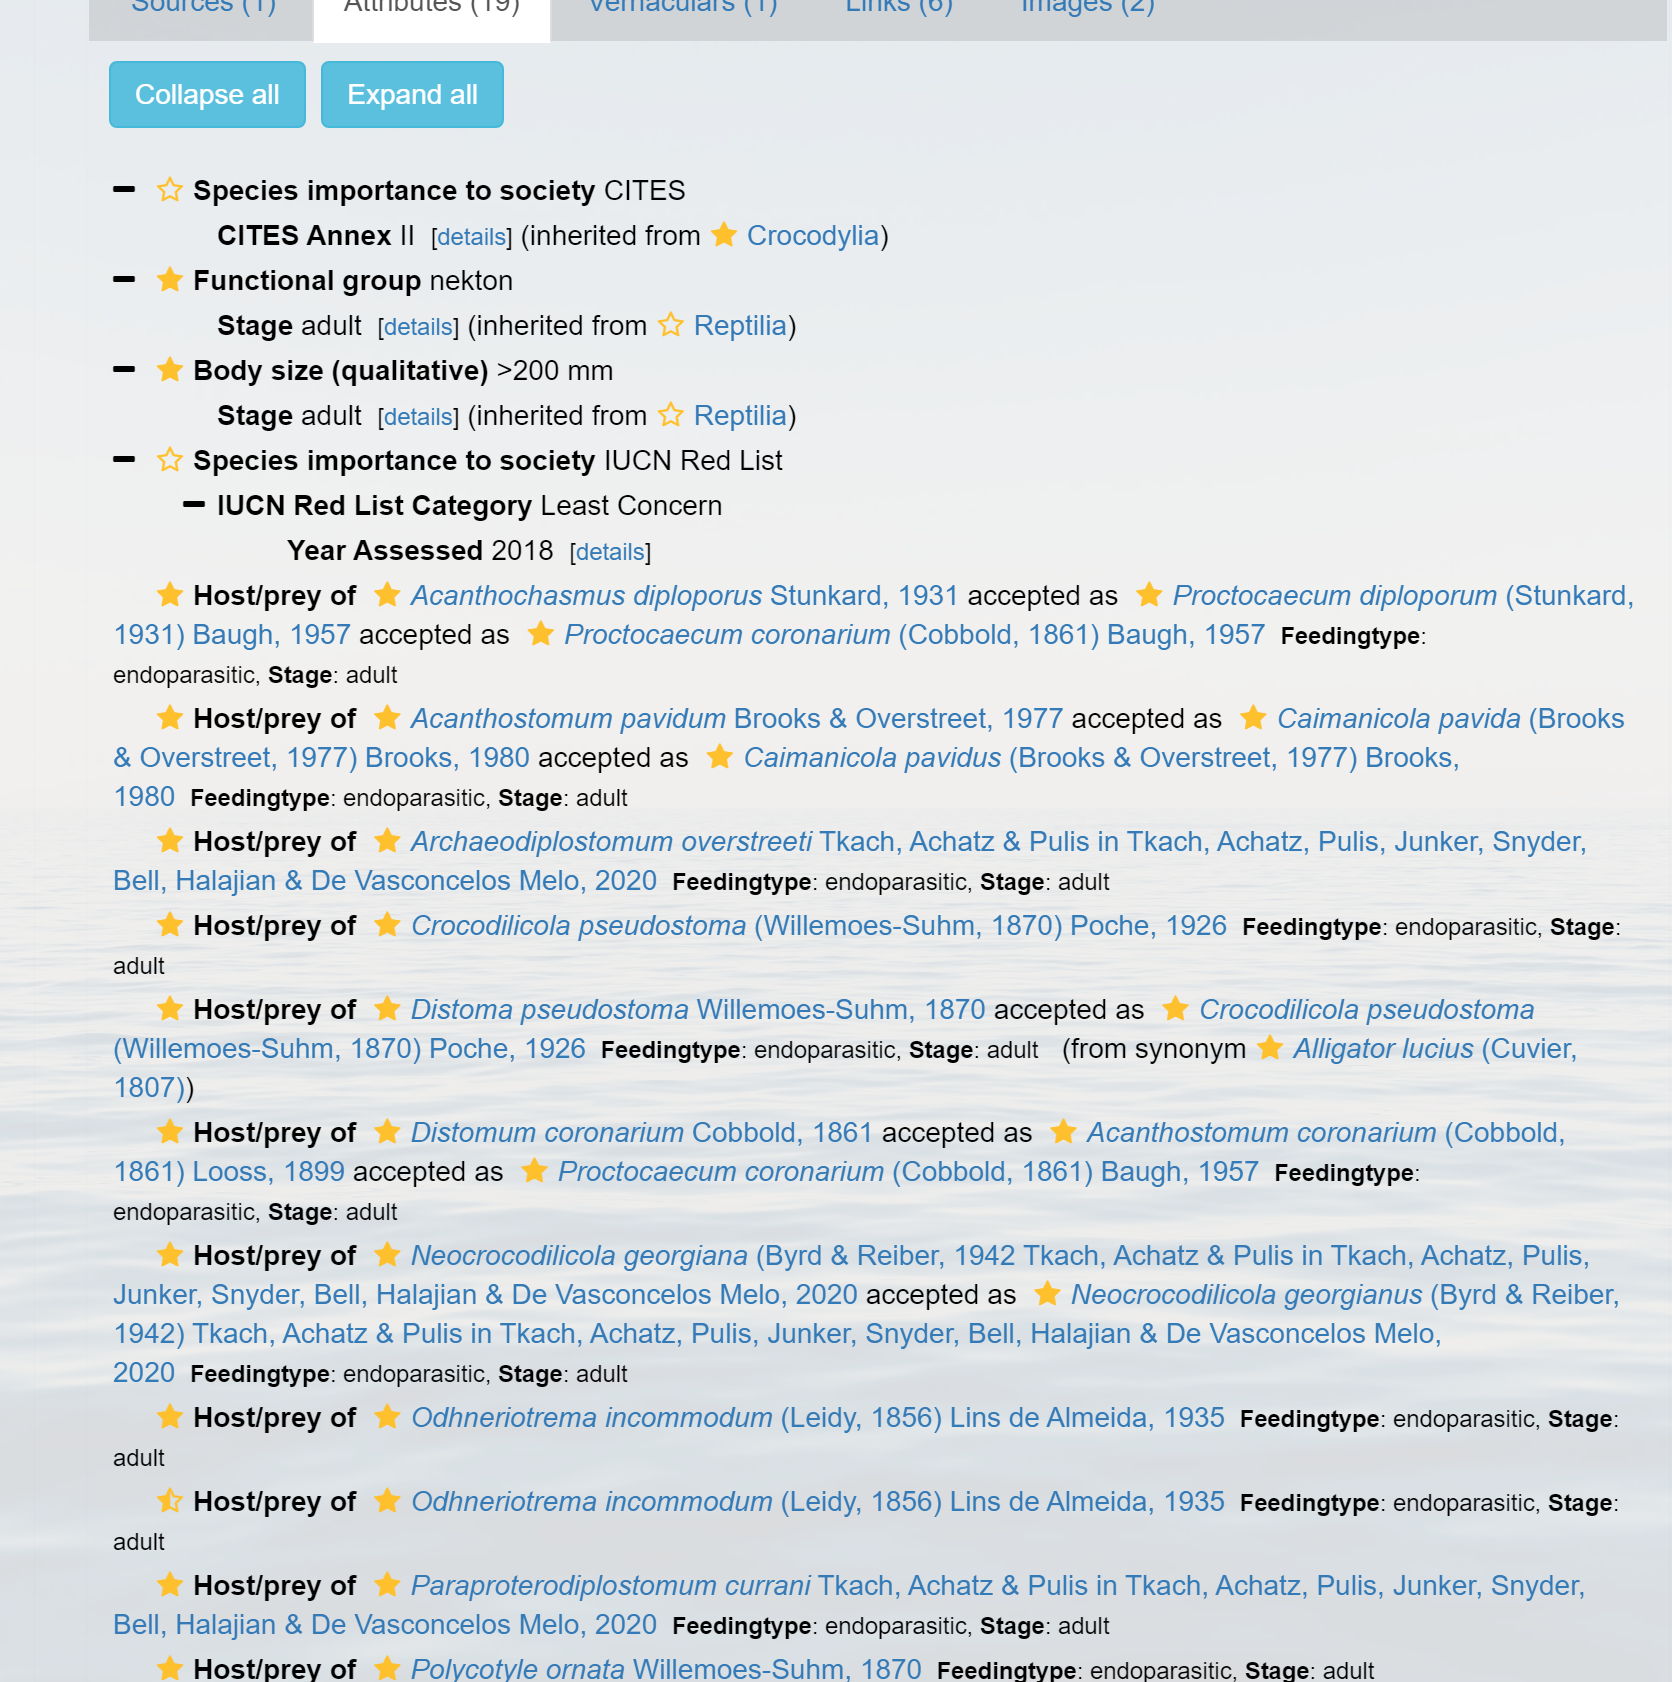 Sources (1) Attributes (19) Vernaculars (1) Links (6) Images (2)
Collapse all Expand all
Species importance to society CITES
CITES Annex II [details] (inherited from Crocodylia)
Functional group nekton
Stage adult [details] (inherited from Reptilia)
Body size (qualitative) >200 mm
Stage adult [details] (inherited from Reptilia)
Species importance to society IUCN Red List
IUCN Red List Category Least Concern
Year Assessed 2018 [details]
Host/prey of Acanthochasmus diploporus Stunkard, 1931 accepted as Proctocaecum diploporum (Stunkard,
1931) Baugh, 1957 accepted as Proctocaecum coronarium (Cobbold, 1861) Baugh, 1957 Feedingtype:
endoparasitic, Stage: adult
Host/prey of Acanthostomum pavidum Brooks & Overstreet, 1977 accepted as Caimanicola pavida (Brooks
& Overstreet, 1977) Brooks, 1980 accepted as Caimanicola pavidus (Brooks & Overstreet, 1977) Brooks,
1980 Feedingtype: endoparasitic, Stage: adult
Host/prey of Archaeodiplostomum overstreeti Tkach, Achatz & Pulis in Tkach, Achatz, Pulis, Junker, Snyder,
Bell, Halajian & De Vasconcelos Melo, 2020 Feedingtype: endoparasitic, Stage: adult
Host/prey of Crocodilicola pseudostoma (Willemoes-Suhm, 1870) Poche, 1926 Feedingtype: endoparasitic, Stage:
adult
Host/prey of Distoma pseudostoma Willemoes-Suhm, 1870 accepted as Crocodilicola pseudostoma
(Willemoes-Suhm, 1870) Poche, 1926 Feedingtype: endoparasitic, Stage: adult (from synonym Alligator lucius (Cuvier,
1807))
Host/prey of Distomum coronarium Cobbold, 1861 accepted as Acanthostomum coronarium (Cobbold,
1861) Looss, 1899 accepted as Proctocaecum coronarium (Cobbold, 1861) Baugh, 1957 Feedingtype:
endoparasitic, Stage: adult
Host/prey of Neocrocodilicola georgiana (Byrd & Reiber, 1942 Tkach, Achatz & Pulis in Tkach, Achatz, Pulis,
Junker, Snyder, Bell, Halajian & De Vasconcelos Melo, 2020 accepted as Neocrocodilicola georgianus (Byrd & Reiber,
1942) Tkach, Achatz & Pulis in Tkach, Achatz, Pulis, Junker, Snyder, Bell, Halajian & De Vasconcelos Melo,
2020 Feedingtype: endoparasitic, Stage: adult
Host/prey of Odhneriotrema incommodum (Leidy, 1856) Lins de Almeida, 1935 Feedingtype: endoparasitic, Stage:
adult
Host/prey of Odhneriotrema incommodum (Leidy, 1856) Lins de Almeida, 1935 Feedingtype: endoparasitic, Stage:
adult
Host/prey of Paraproterodiplostomum currani Tkach, Achatz & Pulis in Tkach, Achatz, Pulis, Junker, Snyder,
Bell, Halajian & De Vasconcelos Melo, 2020 Feedingtype: endoparasitic, Stage: adult
Host/prey of Polycotyle ornata Willemoes-Suhm, 1870 Feedingtype: endoparasitic, Stage: adult